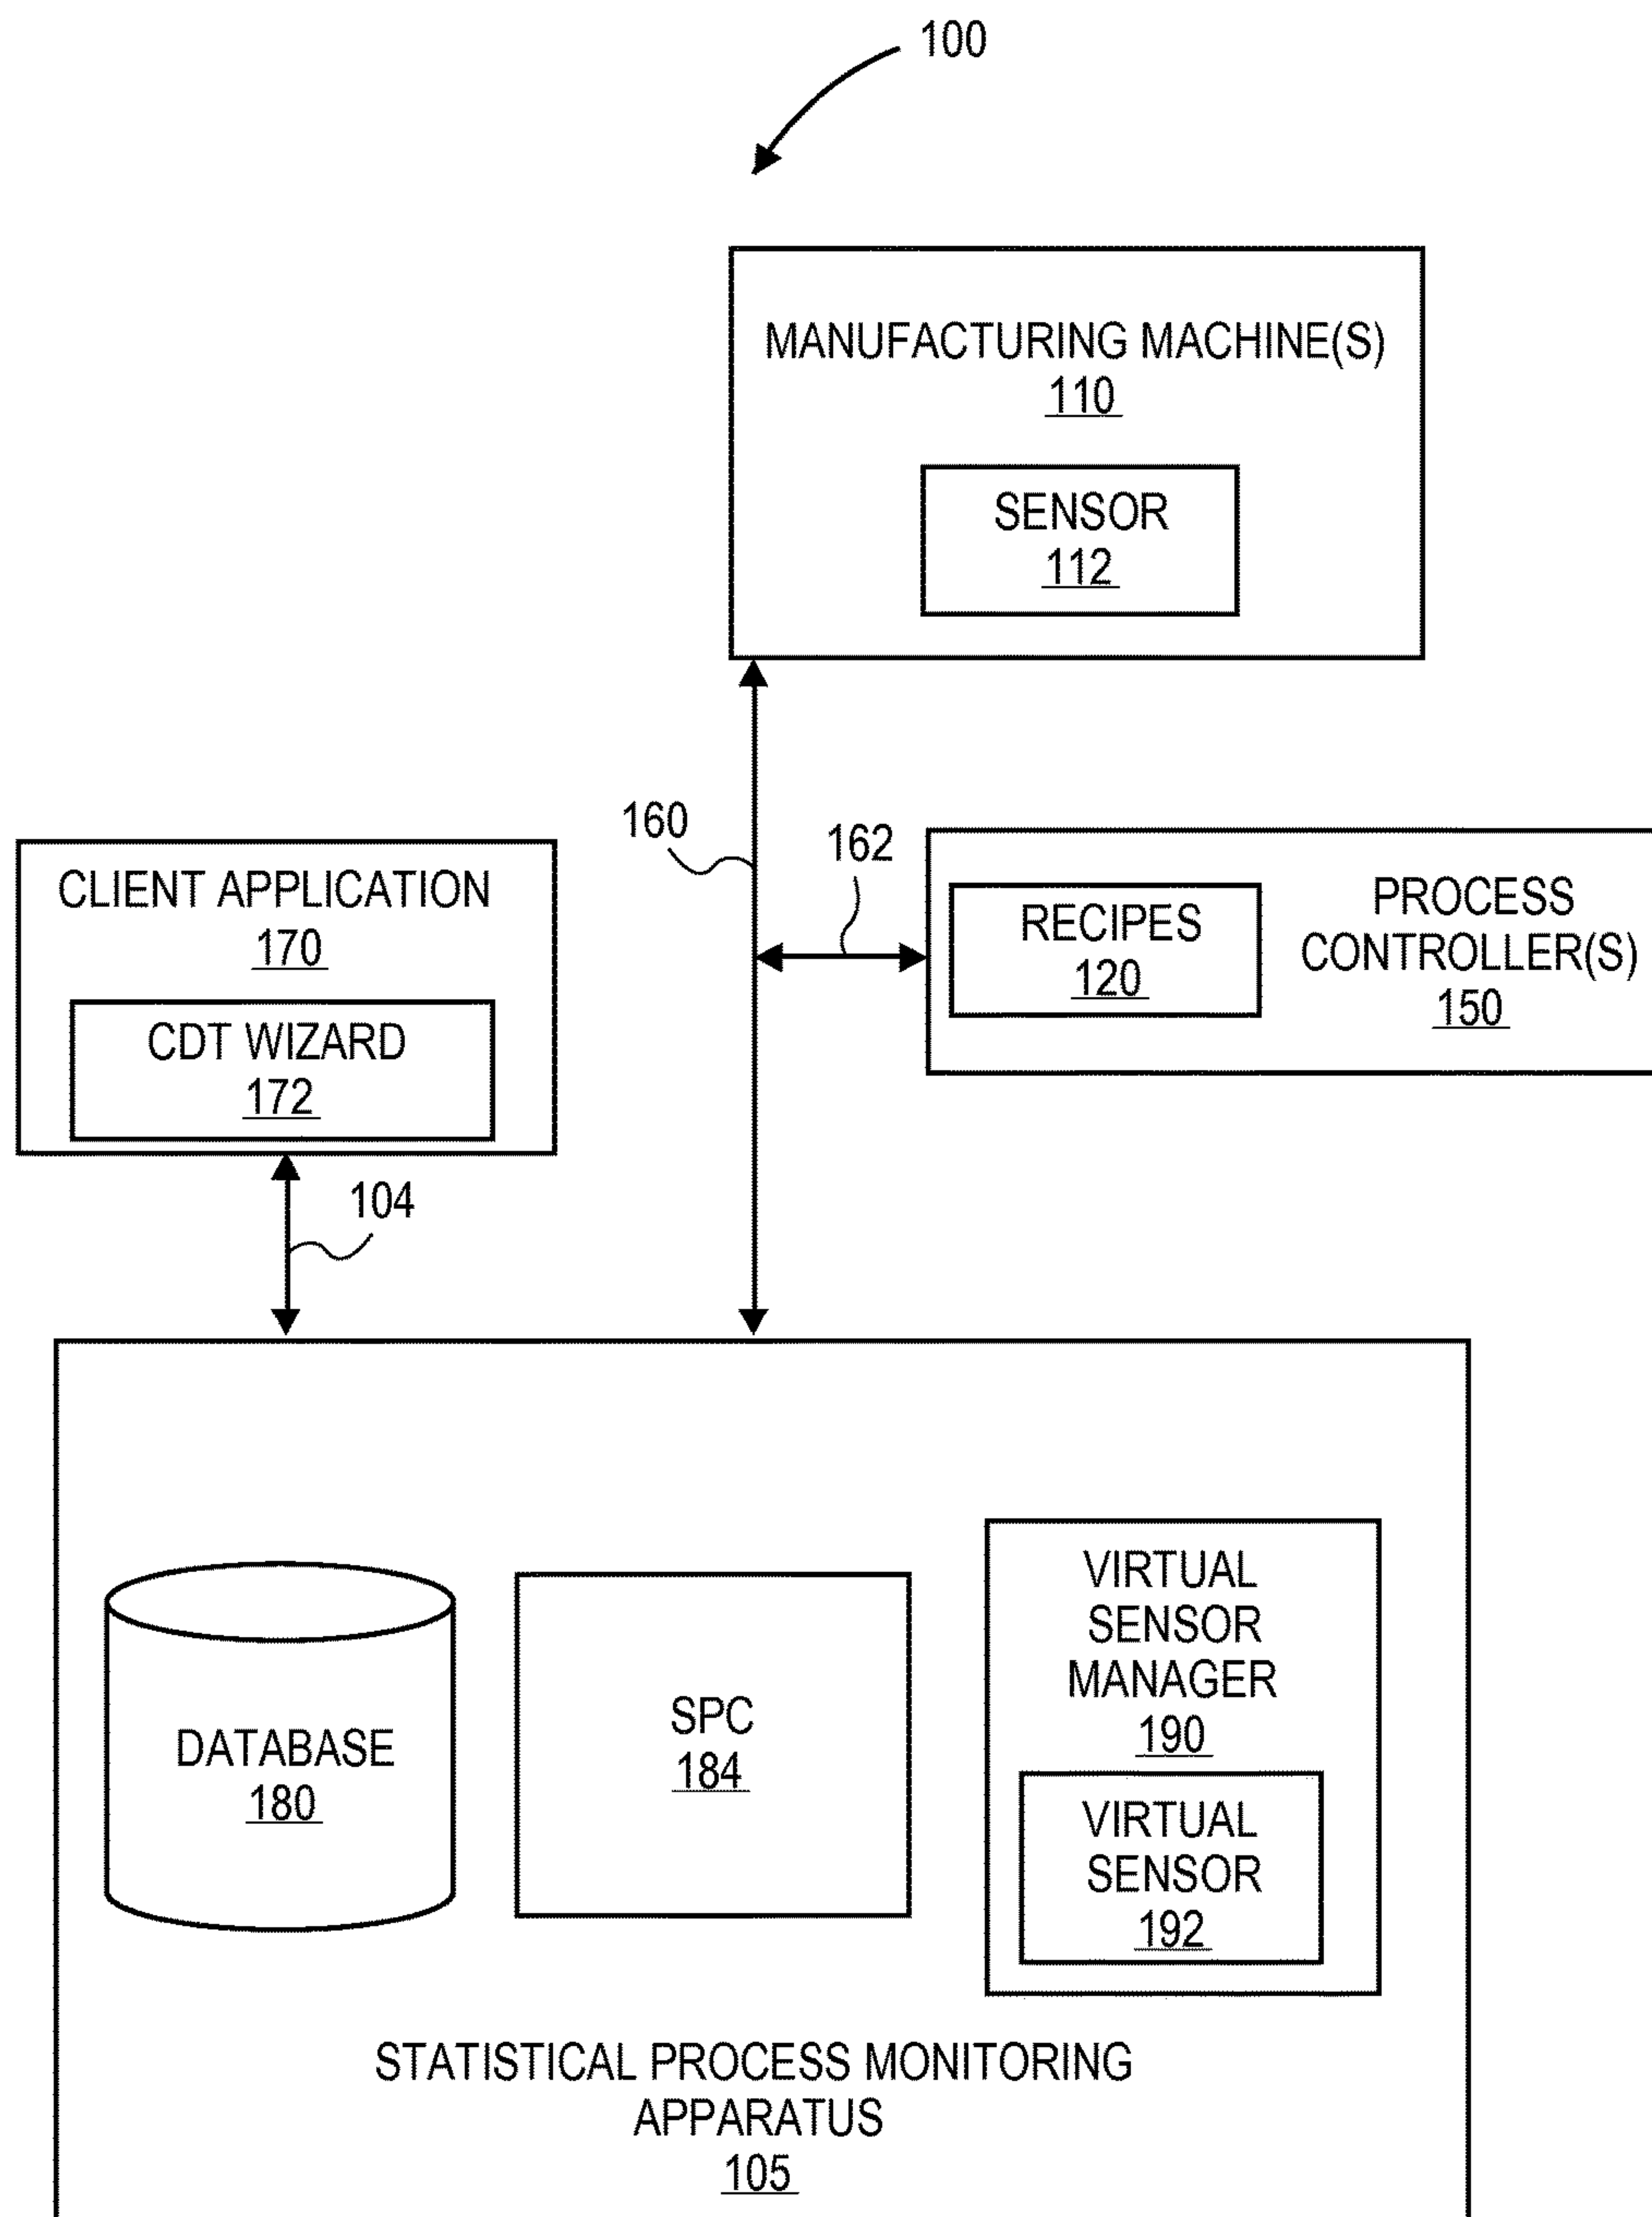 100
MANUFACTURING MACHINE(S)
110
SENSOR
112
160
162
CLIENT APPLICATION
170
CDT WIZARD
172
RECIPES
120
PROCESS
CONTROLLER(S)
150
104
DATABASE
180
SPC
184
VIRTUAL
SENSOR
MANAGER
190
VIRTUAL
SENSOR
192
STATISTICAL PROCESS MONITORING
APPARATUS
105